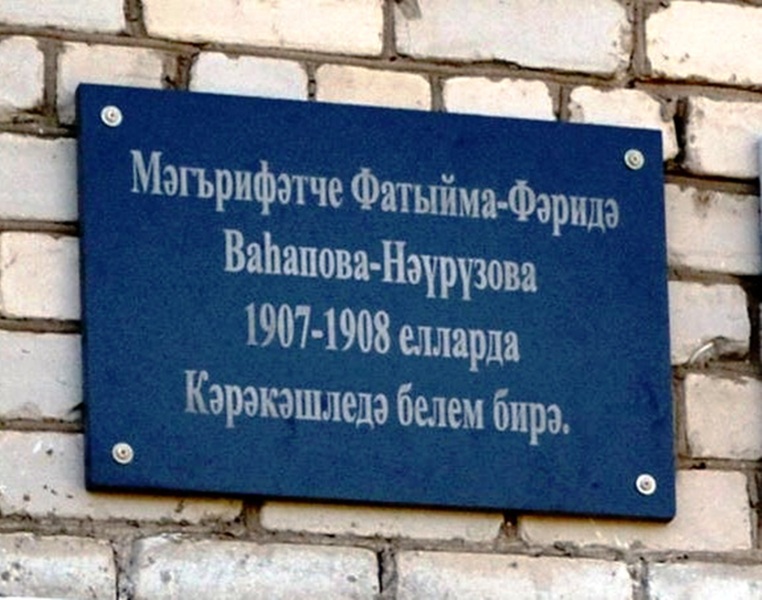 Мәгърифәтче Фатыйма-Фәридә
Ваһапова-Нәүрүзова
1907-1908 елларда
Кәрәкәшледә белем бирә.